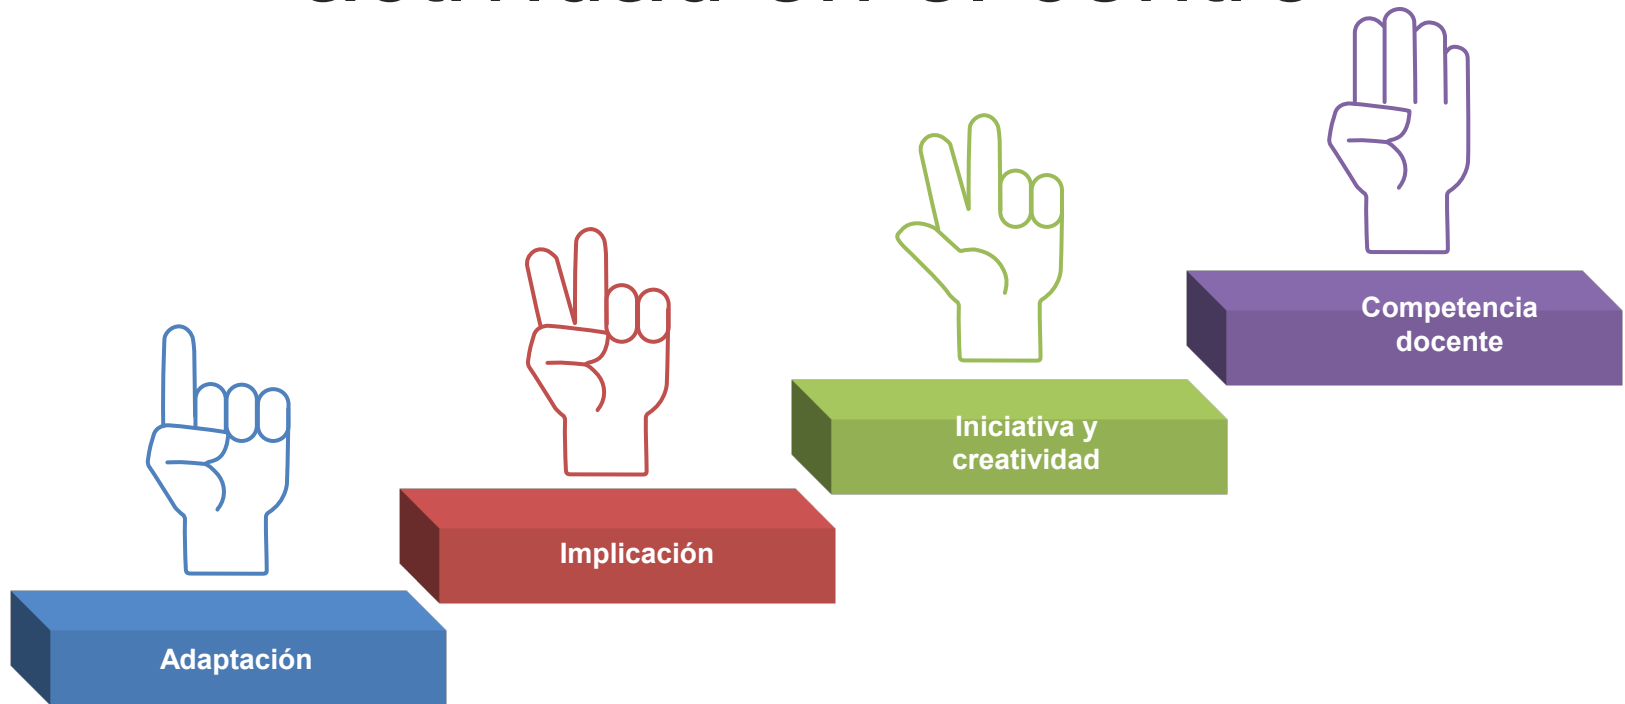 Adaptación
Implicación
Iniciativa y
creatividad
Competencia
docente